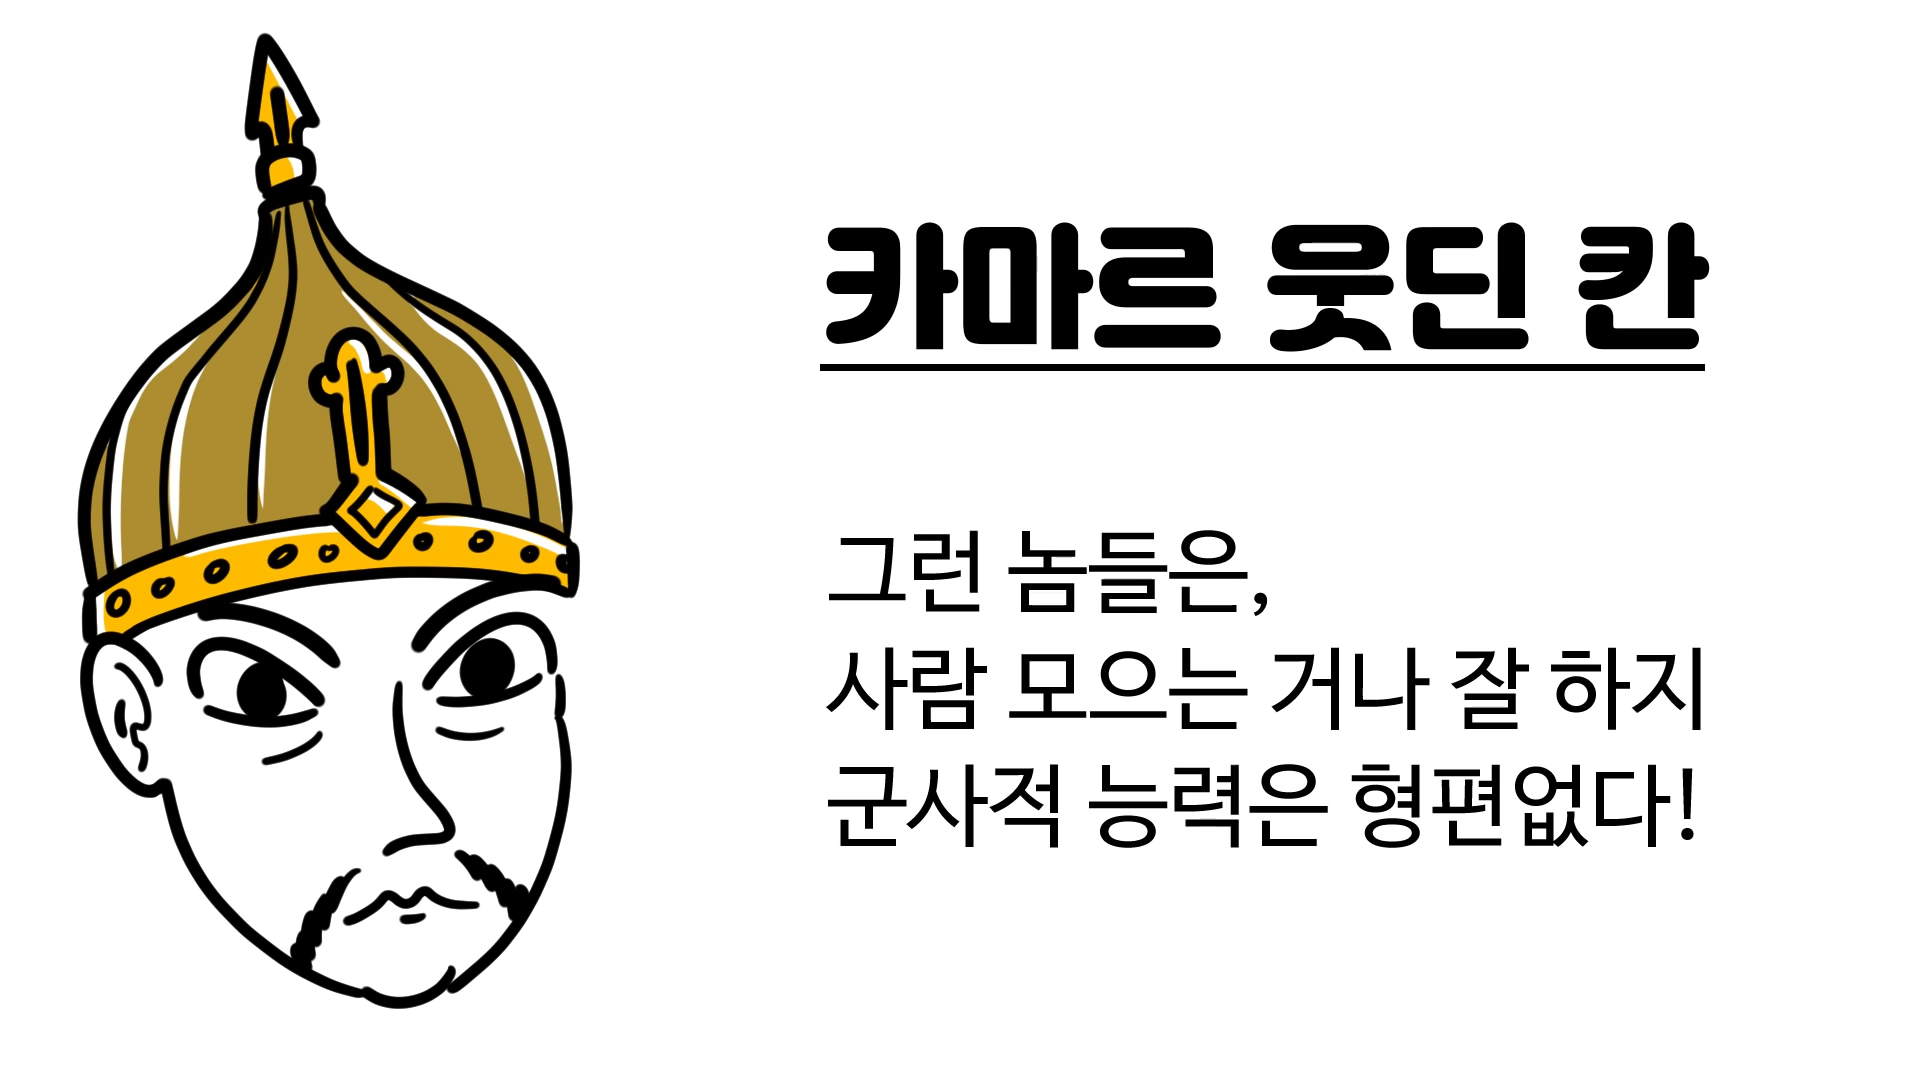 카마르 웃딘 칸
그런 놈들은,
사람 모으는 거나 잘 하지
군사적 능력은 형편없다!